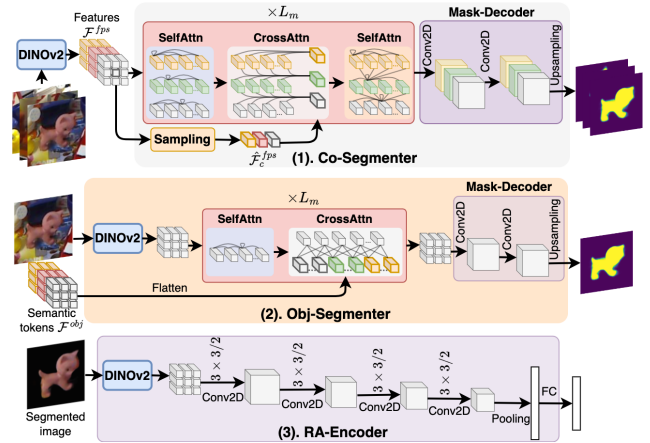 Features
𝓕^{fps}
DINOv2
×L_m
SelfAttn
CrossAttn
SelfAttn
Sampling
𝓕̂_c^{fps}
Mask-Decoder
Conv2D
Conv2D
Upsampling
(1). Co-Segmenter
×L_m
DINOv2
SelfAttn
CrossAttn
Flatten
Semantic
tokens 𝓕^{obj}
Mask-Decoder
Conv2D
Conv2D
Upsampling
(2). Obj-Segmenter
DINOv2
Segmented
image
3 × 3/2
Conv2D
3 × 3/2
Conv2D
3 × 3/2
Conv2D
3 × 3/2
Conv2D
Pooling
FC
(3). RA-Encoder